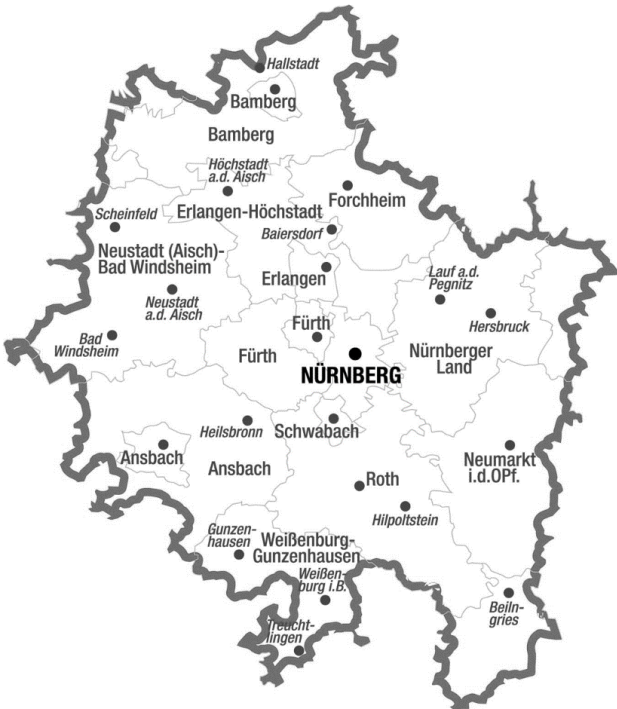 Hallstadt
Bamberg
Bamberg
Höchstadt
a.d. Aisch
Forchheim
Scheinfeld
Erlangen-Höchstadt
Baiersdorf
Neustadt (Aisch)-
Bad Windsheim
Erlangen
Lauf a.d.
Pegnitz
Neustadt
a.d. Aisch
Hersbruck
Fürth
Bad
Windsheim
Fürth
Nürnberger
Land
NÜRNBERG
Heilsbronn
Schwabach
Ansbach
Ansbach
Neumarkt
i.d.OPf.
Roth
Hilpoltstein
Gunzen-
hausen
Weißenburg-
Gunzenhausen
Weißen-
burg i.B.
Beiln-
gries
Treucht-
lingen